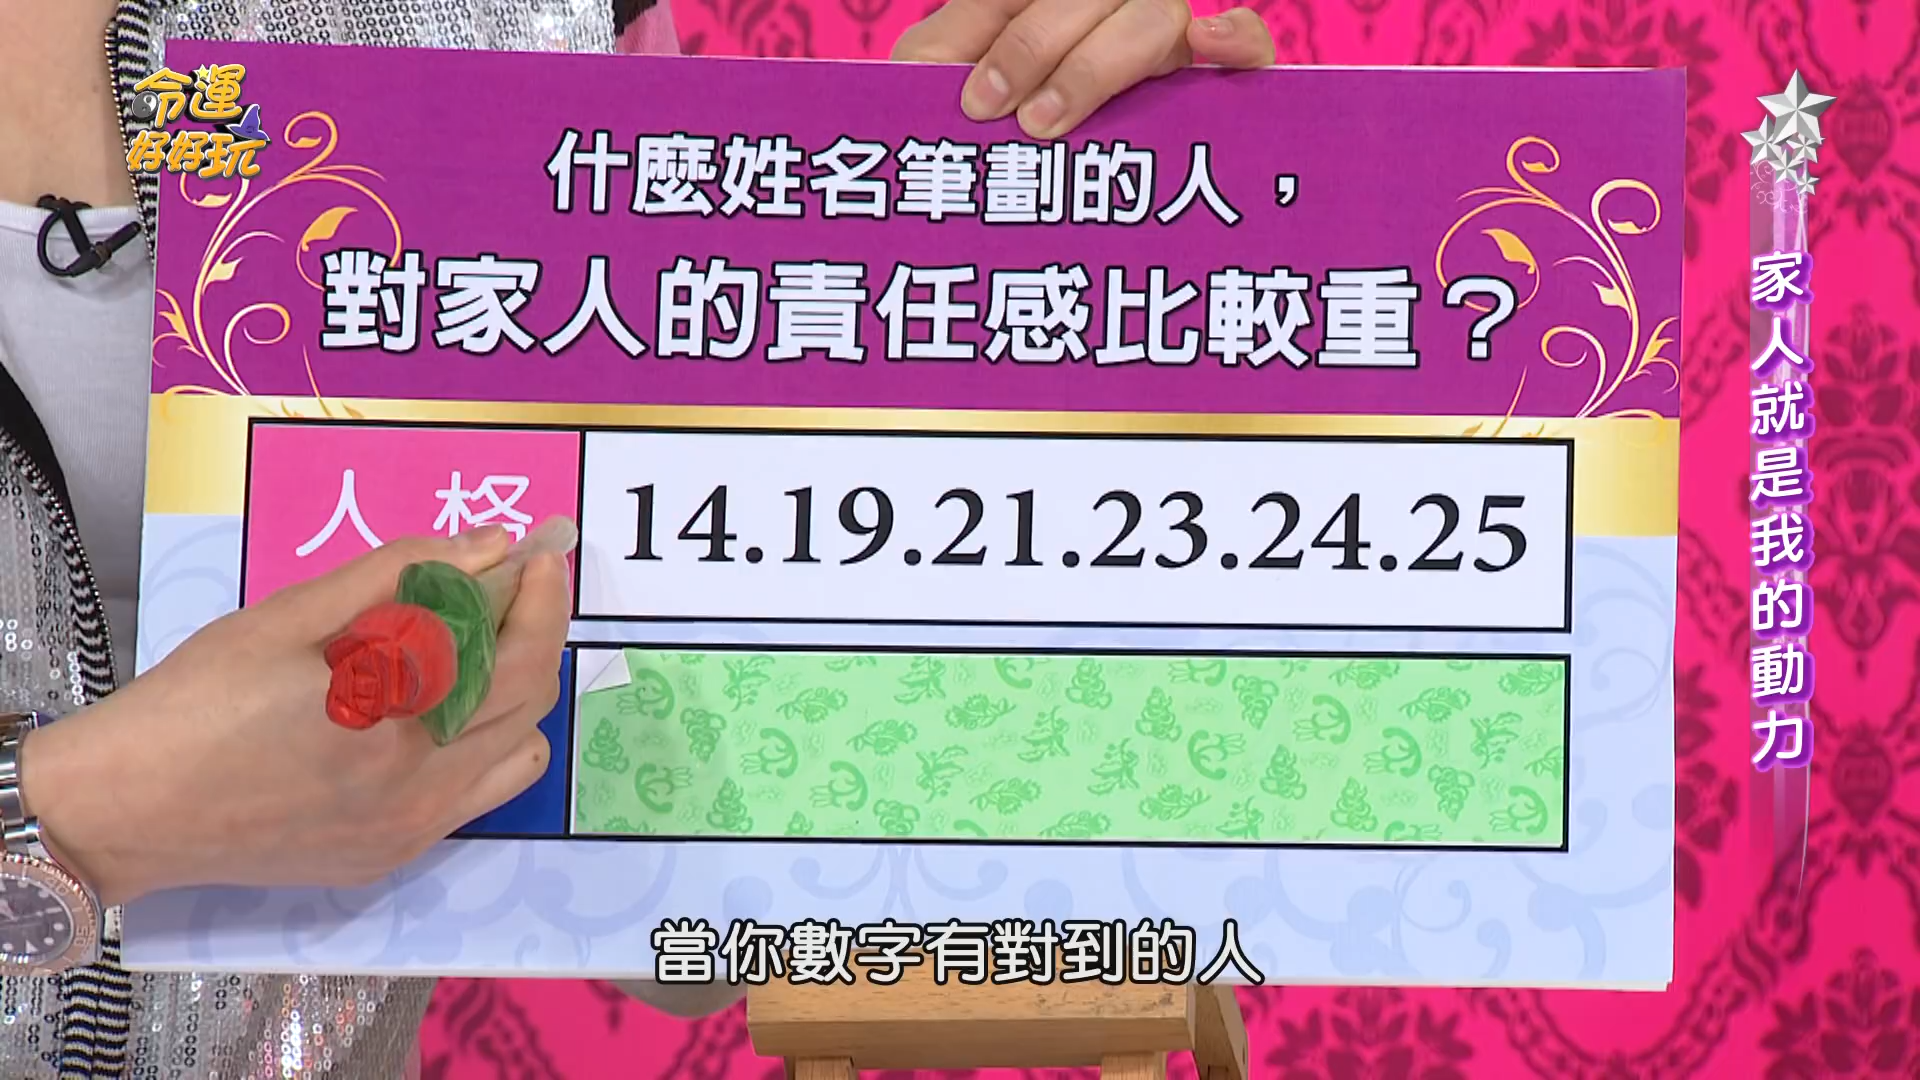 命運
好好玩
什麼姓名筆劃的人，
對家人的責任感比較重？
人格
14.19.21.23.24.25
家人就是我的動力
當你數字有對到的人